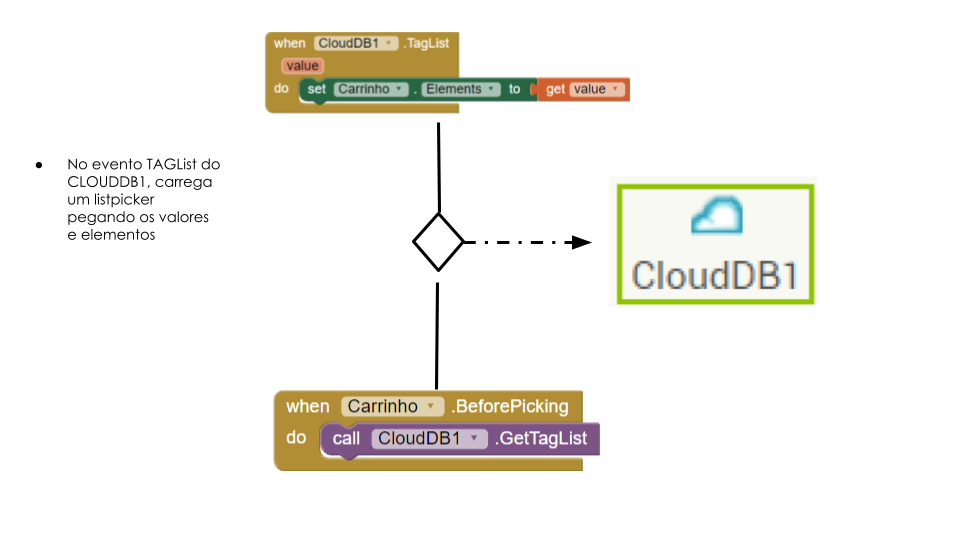 when CloudDB1 .TagList
value
do set Carrinho . Elements to get value
● No evento TAGList do
CLOUDDB1, carrega
um listpicker
pegando os valores
e elementos
CloudDB1
when Carrinho .BeforePicking
do call CloudDB1 .GetTagList